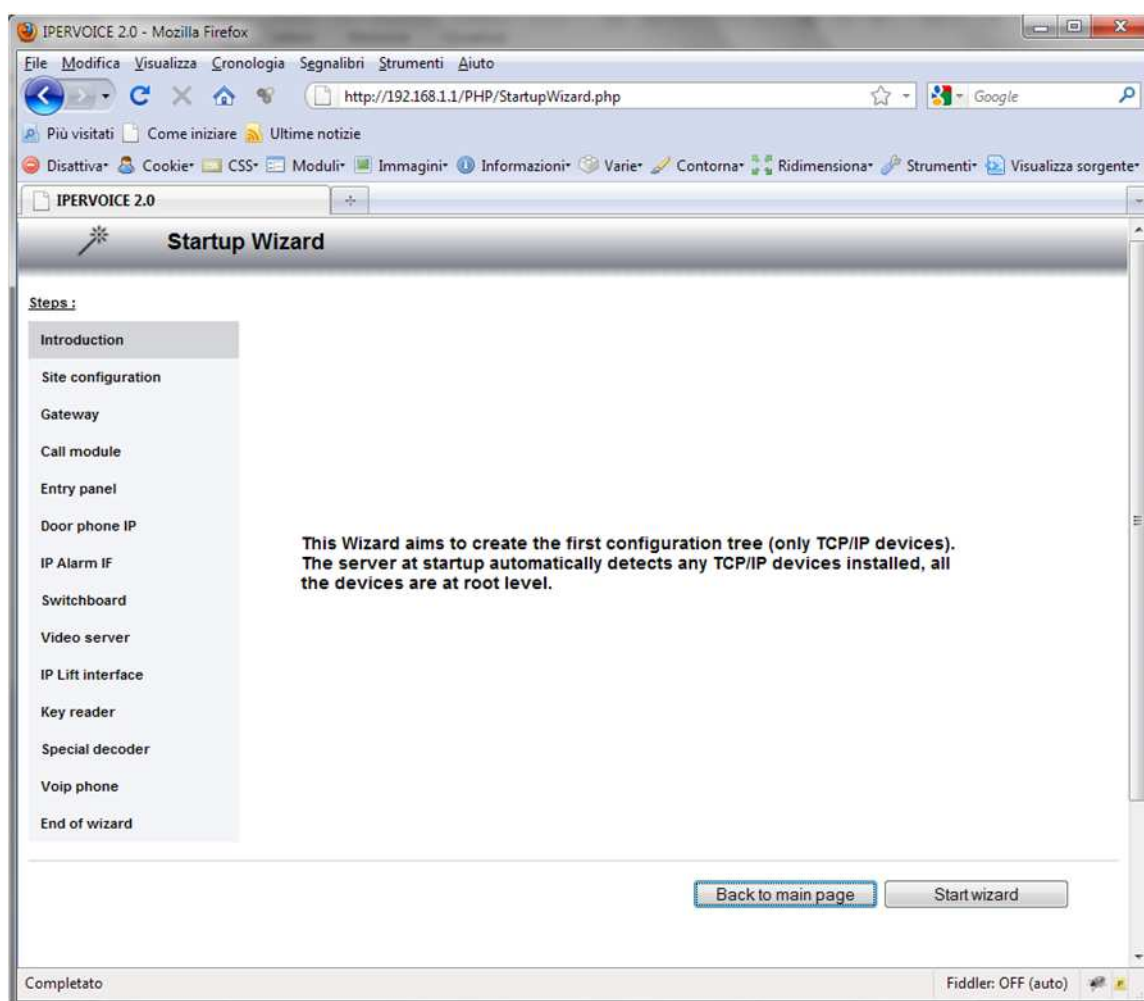 IPERVOICE 2.0 - Mozilla Firefox
File Modifica Visualizza Cronologia Segnalibri Strumenti Aiuto
http://192.168.1.1/PHP/StartupWizard.php Google
Più visitati Come iniziare Ultime notizie
Disattiva Cookie CSS Moduli Immagini Informazioni Varie Contorna Ridimensiona Strumenti Visualizza sorgente
IPERVOICE 2.0
Startup Wizard
Steps :
Introduction
Site configuration
Gateway
Call module
Entry panel
Door phone IP
IP Alarm IF
Switchboard
Video server
IP Lift interface
Key reader
Special decoder
Voip phone
End of wizard
This Wizard aims to create the first configuration tree (only TCP/IP devices).
The server at startup automatically detects any TCP/IP devices installed, all
the devices are at root level.
Back to main page Start wizard
Completato Fiddler: OFF (auto)